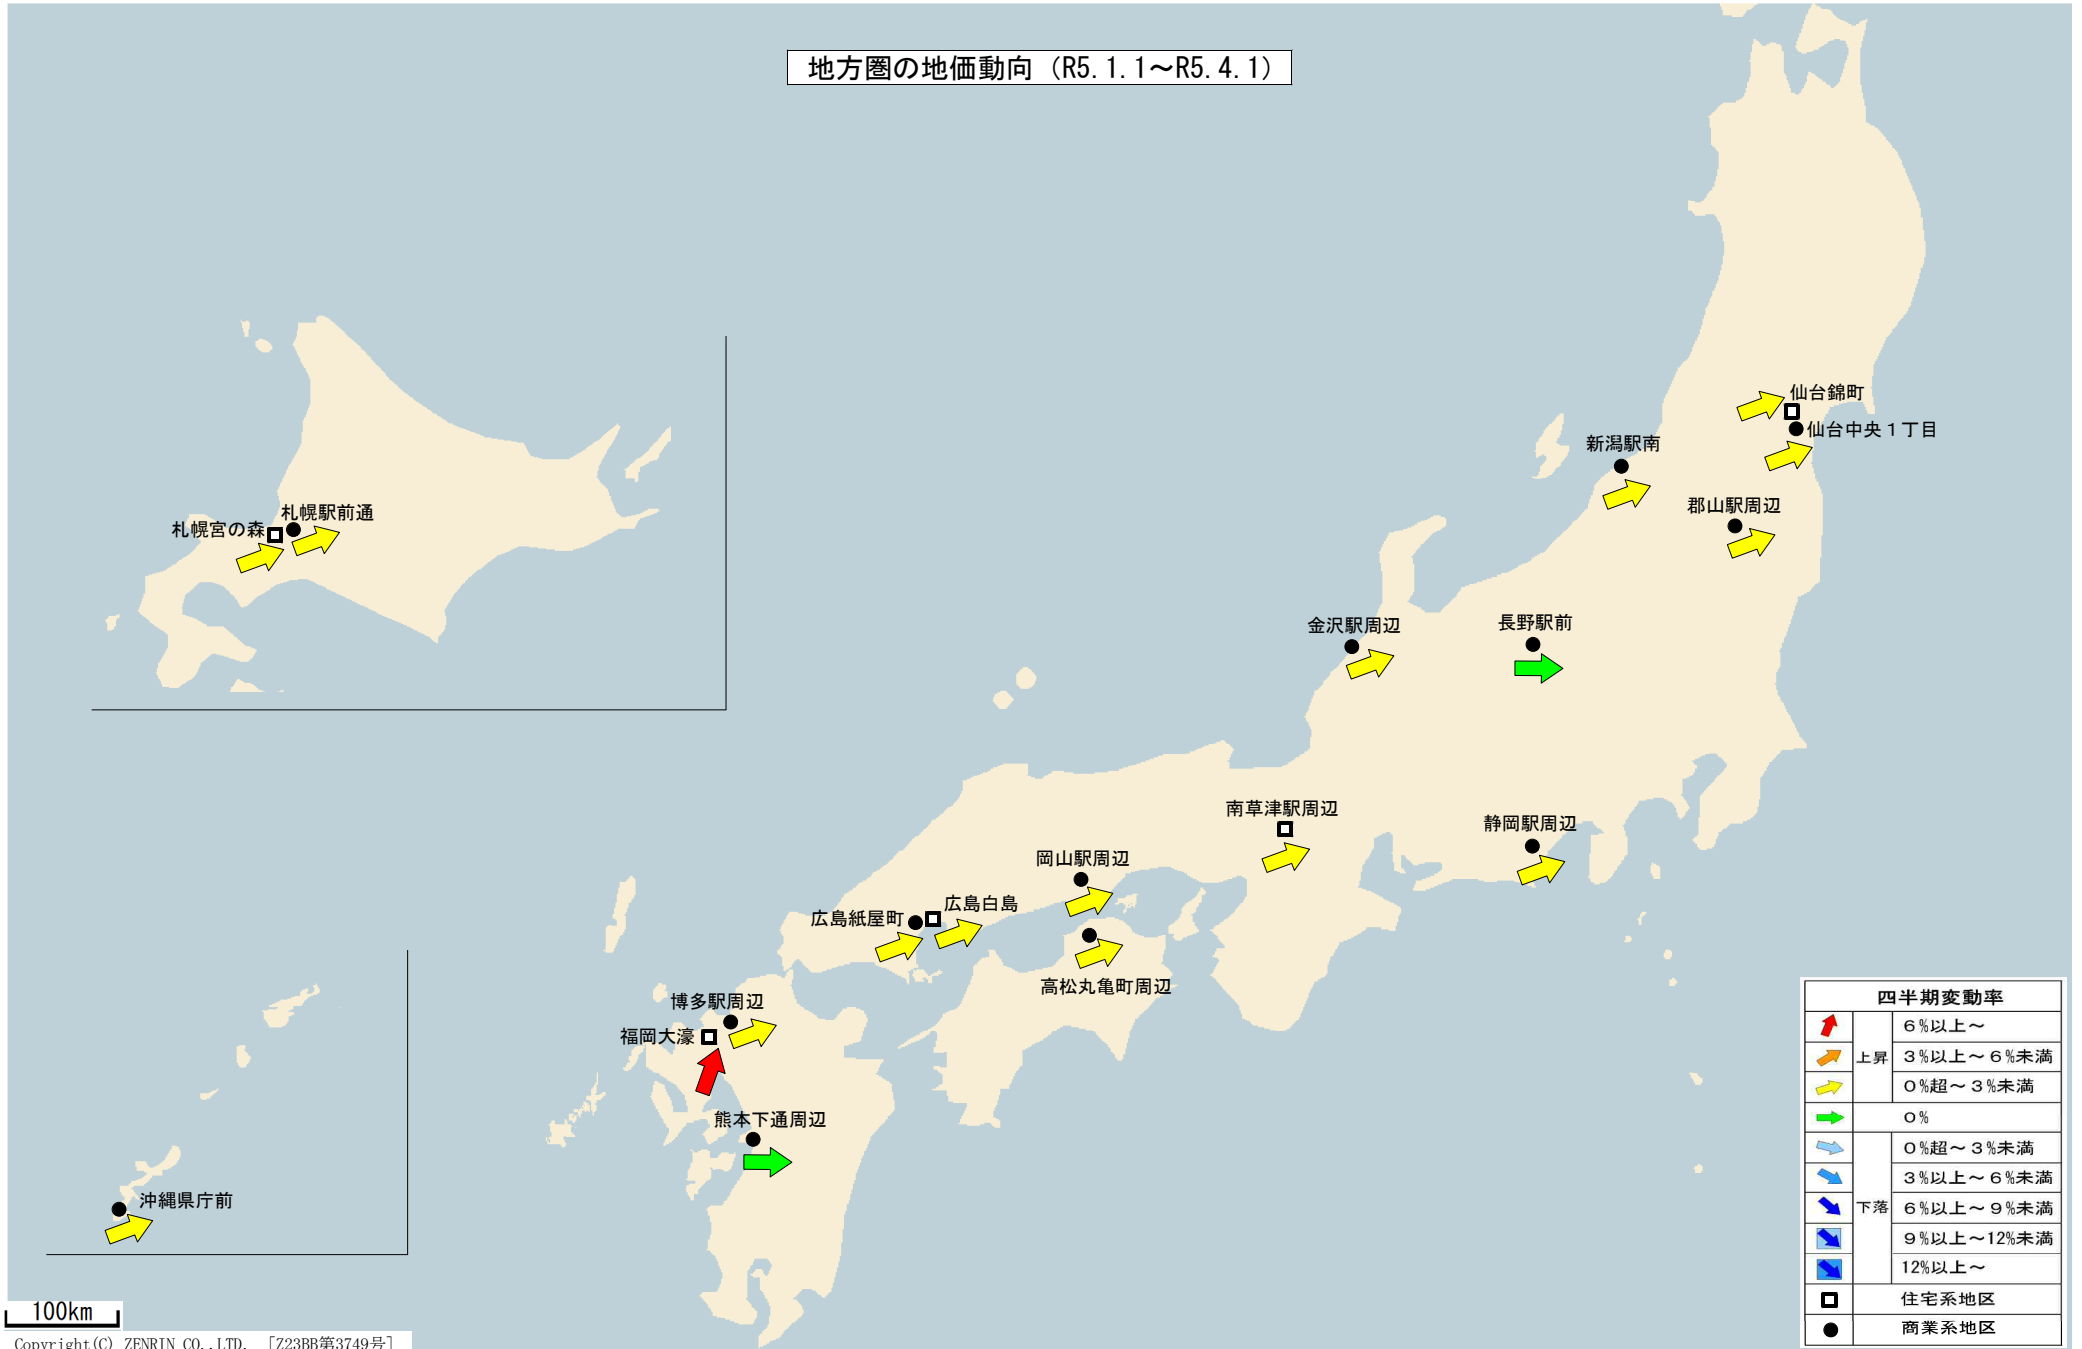 地方圏の地価動向（R5.1.1～R5.4.1）
仙台錦町
仙台中央１丁目
新潟駅南
郡山駅周辺
札幌駅前通
札幌宮の森
金沢駅周辺
長野駅前
南草津駅周辺
静岡駅周辺
岡山駅周辺
広島白島
広島紙屋町
高松丸亀町周辺
博多駅周辺
福岡大濠
熊本下通周辺
沖縄県庁前
四半期変動率
上昇
６％以上～
３％以上～６％未満
０％超～３％未満
０％
下落
０％超～３％未満
３％以上～６％未満
６％以上～９％未満
９％以上～12％未満
12％以上～
住宅系地区
商業系地区
100km
Copyright(C) ZENRIN CO.,LTD. [Z23BB第3749号]